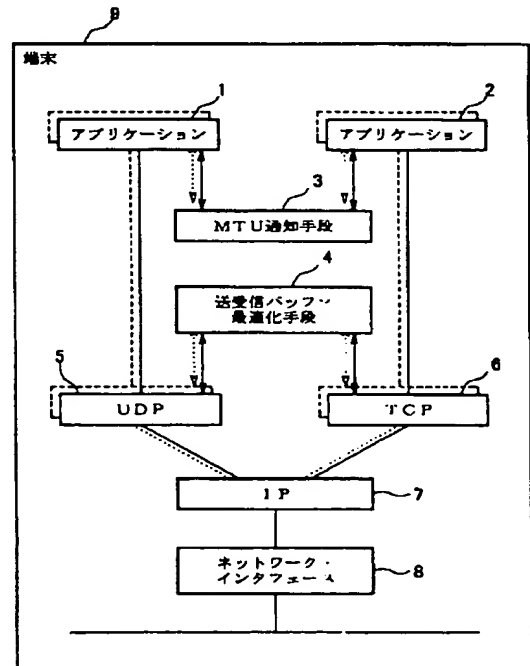 9
端末
1
2
アプリケーション
アプリケーション
3
MTU通知手段
4
送受信バッファ
最適化手段
5
6
UDP
TCP
IP
7
ネットワーク・
インタフェース
8